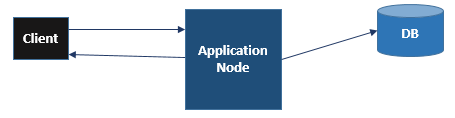 Client
Application
Node
DB